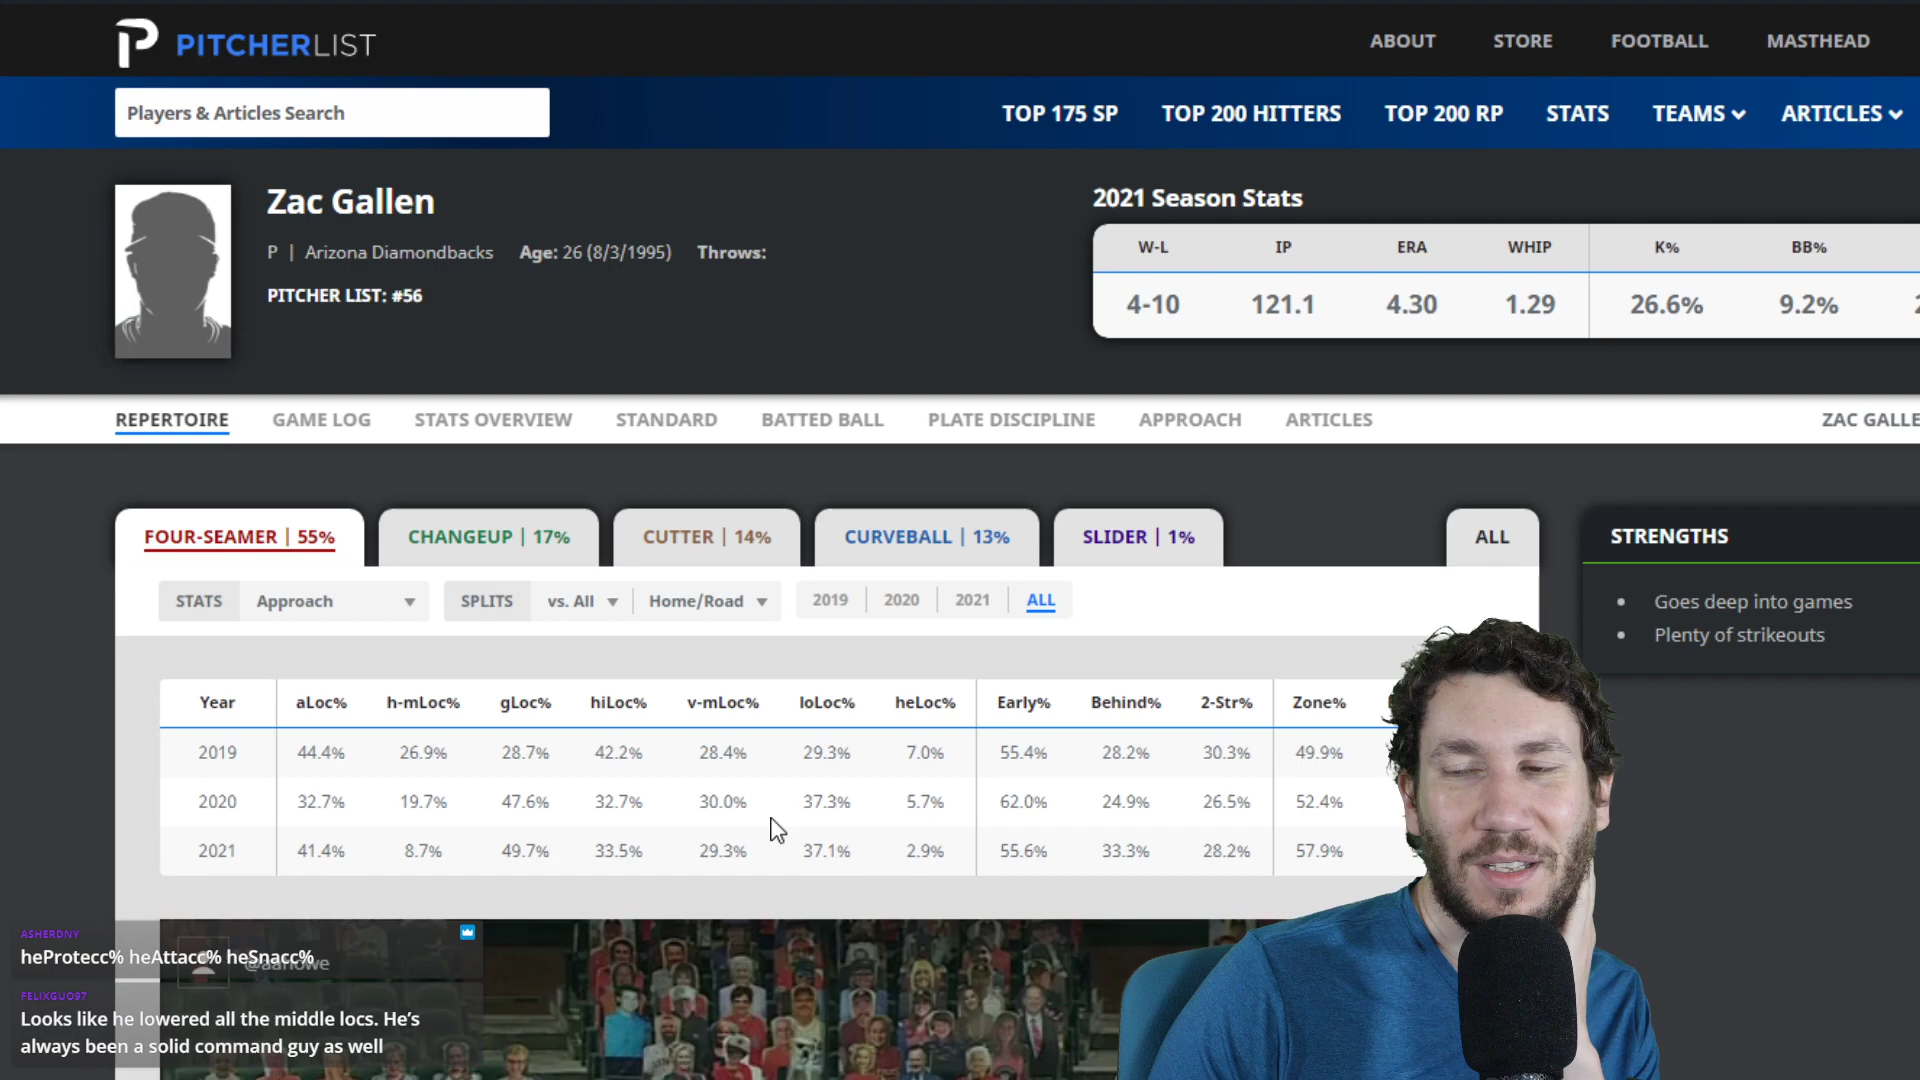 PITCHERLIST
ABOUT STORE FOOTBALL MASTHEAD
Players & Articles Search
TOP 175 SP TOP 200 HITTERS TOP 200 RP STATS TEAMS ARTICLES
Zac Gallen
P | Arizona Diamondbacks Age: 26 (8/3/1995) Throws:
PITCHER LIST: #56
2021 Season Stats
W-L IP ERA WHIP K% BB%
4-10 121.1 4.30 1.29 26.6% 9.2%
REPERTOIRE GAME LOG STATS OVERVIEW STANDARD BATTED BALL PLATE DISCIPLINE APPROACH ARTICLES ZAC GALLE
FOUR-SEAMER | 55% CHANGEUP | 17% CUTTER | 14% CURVEBALL | 13% SLIDER | 1% ALL
STATS Approach SPLITS vs. All Home/Road 2019 2020 2021 ALL
Year aLoc% h-mLoc% gLoc% hiLoc% v-mLoc% loLoc% heLoc% Early% Behind% 2-Str% Zone%
2019 44.4% 26.9% 28.7% 42.2% 28.4% 29.3% 7.0% 55.4% 28.2% 30.3% 49.9%
2020 32.7% 19.7% 47.6% 32.7% 30.0% 37.3% 5.7% 62.0% 24.9% 26.5% 52.4%
2021 41.4% 8.7% 49.7% 33.5% 29.3% 37.1% 2.9% 55.6% 33.3% 28.2% 57.9%
STRENGTHS
• Goes deep into games
• Plenty of strikeouts
ASHERDNY
heProtecc% heAttacc% heSnacc%
FELIXGUO97
Looks like he lowered all the middle locs. He's
always been a solid command guy as well